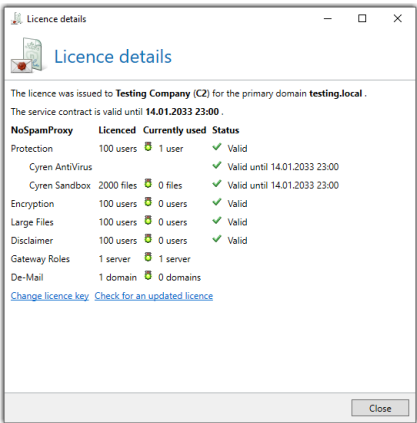 Licence details
Licence details
The licence was issued to Testing Company (C2) for the primary domain testing.local .
The service contract is valid until 14.01.2033 23:00 .
NoSpamProxy Licenced Currently used Status
Protection 100 users 1 user Valid
Cyren AntiVirus Valid until 14.01.2033 23:00
Cyren Sandbox 2000 files 0 files Valid until 14.01.2033 23:00
Encryption 100 users 0 users Valid
Large Files 100 users 0 users Valid
Disclaimer 100 users 0 users Valid
Gateway Roles 1 server 1 server
De-Mail 1 domain 0 domains
Change licence key Check for an updated licence
Close